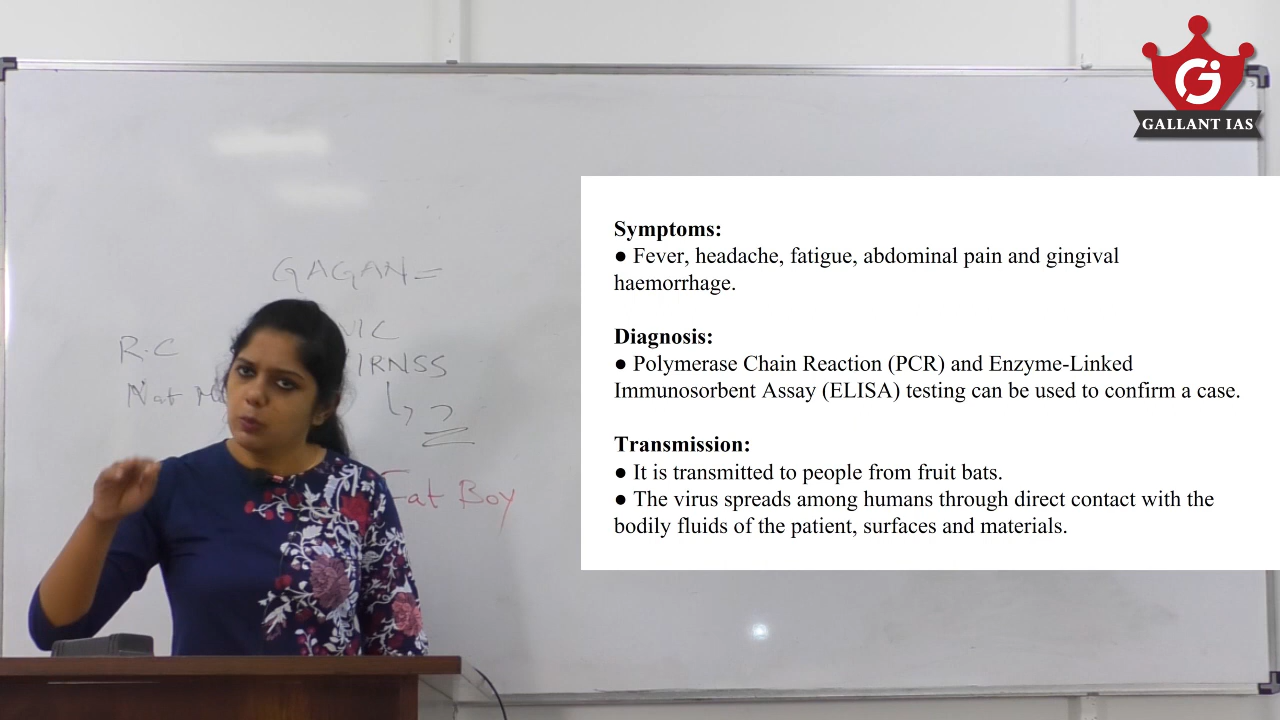 GALLANT IAS
GAGAN =
R.C
IRNSS
Nat
Fat Boy
Symptoms:
● Fever, headache, fatigue, abdominal pain and gingival
haemorrhage.
Diagnosis:
● Polymerase Chain Reaction (PCR) and Enzyme-Linked
Immunosorbent Assay (ELISA) testing can be used to confirm a case.
Transmission:
● It is transmitted to people from fruit bats.
● The virus spreads among humans through direct contact with the
bodily fluids of the patient, surfaces and materials.